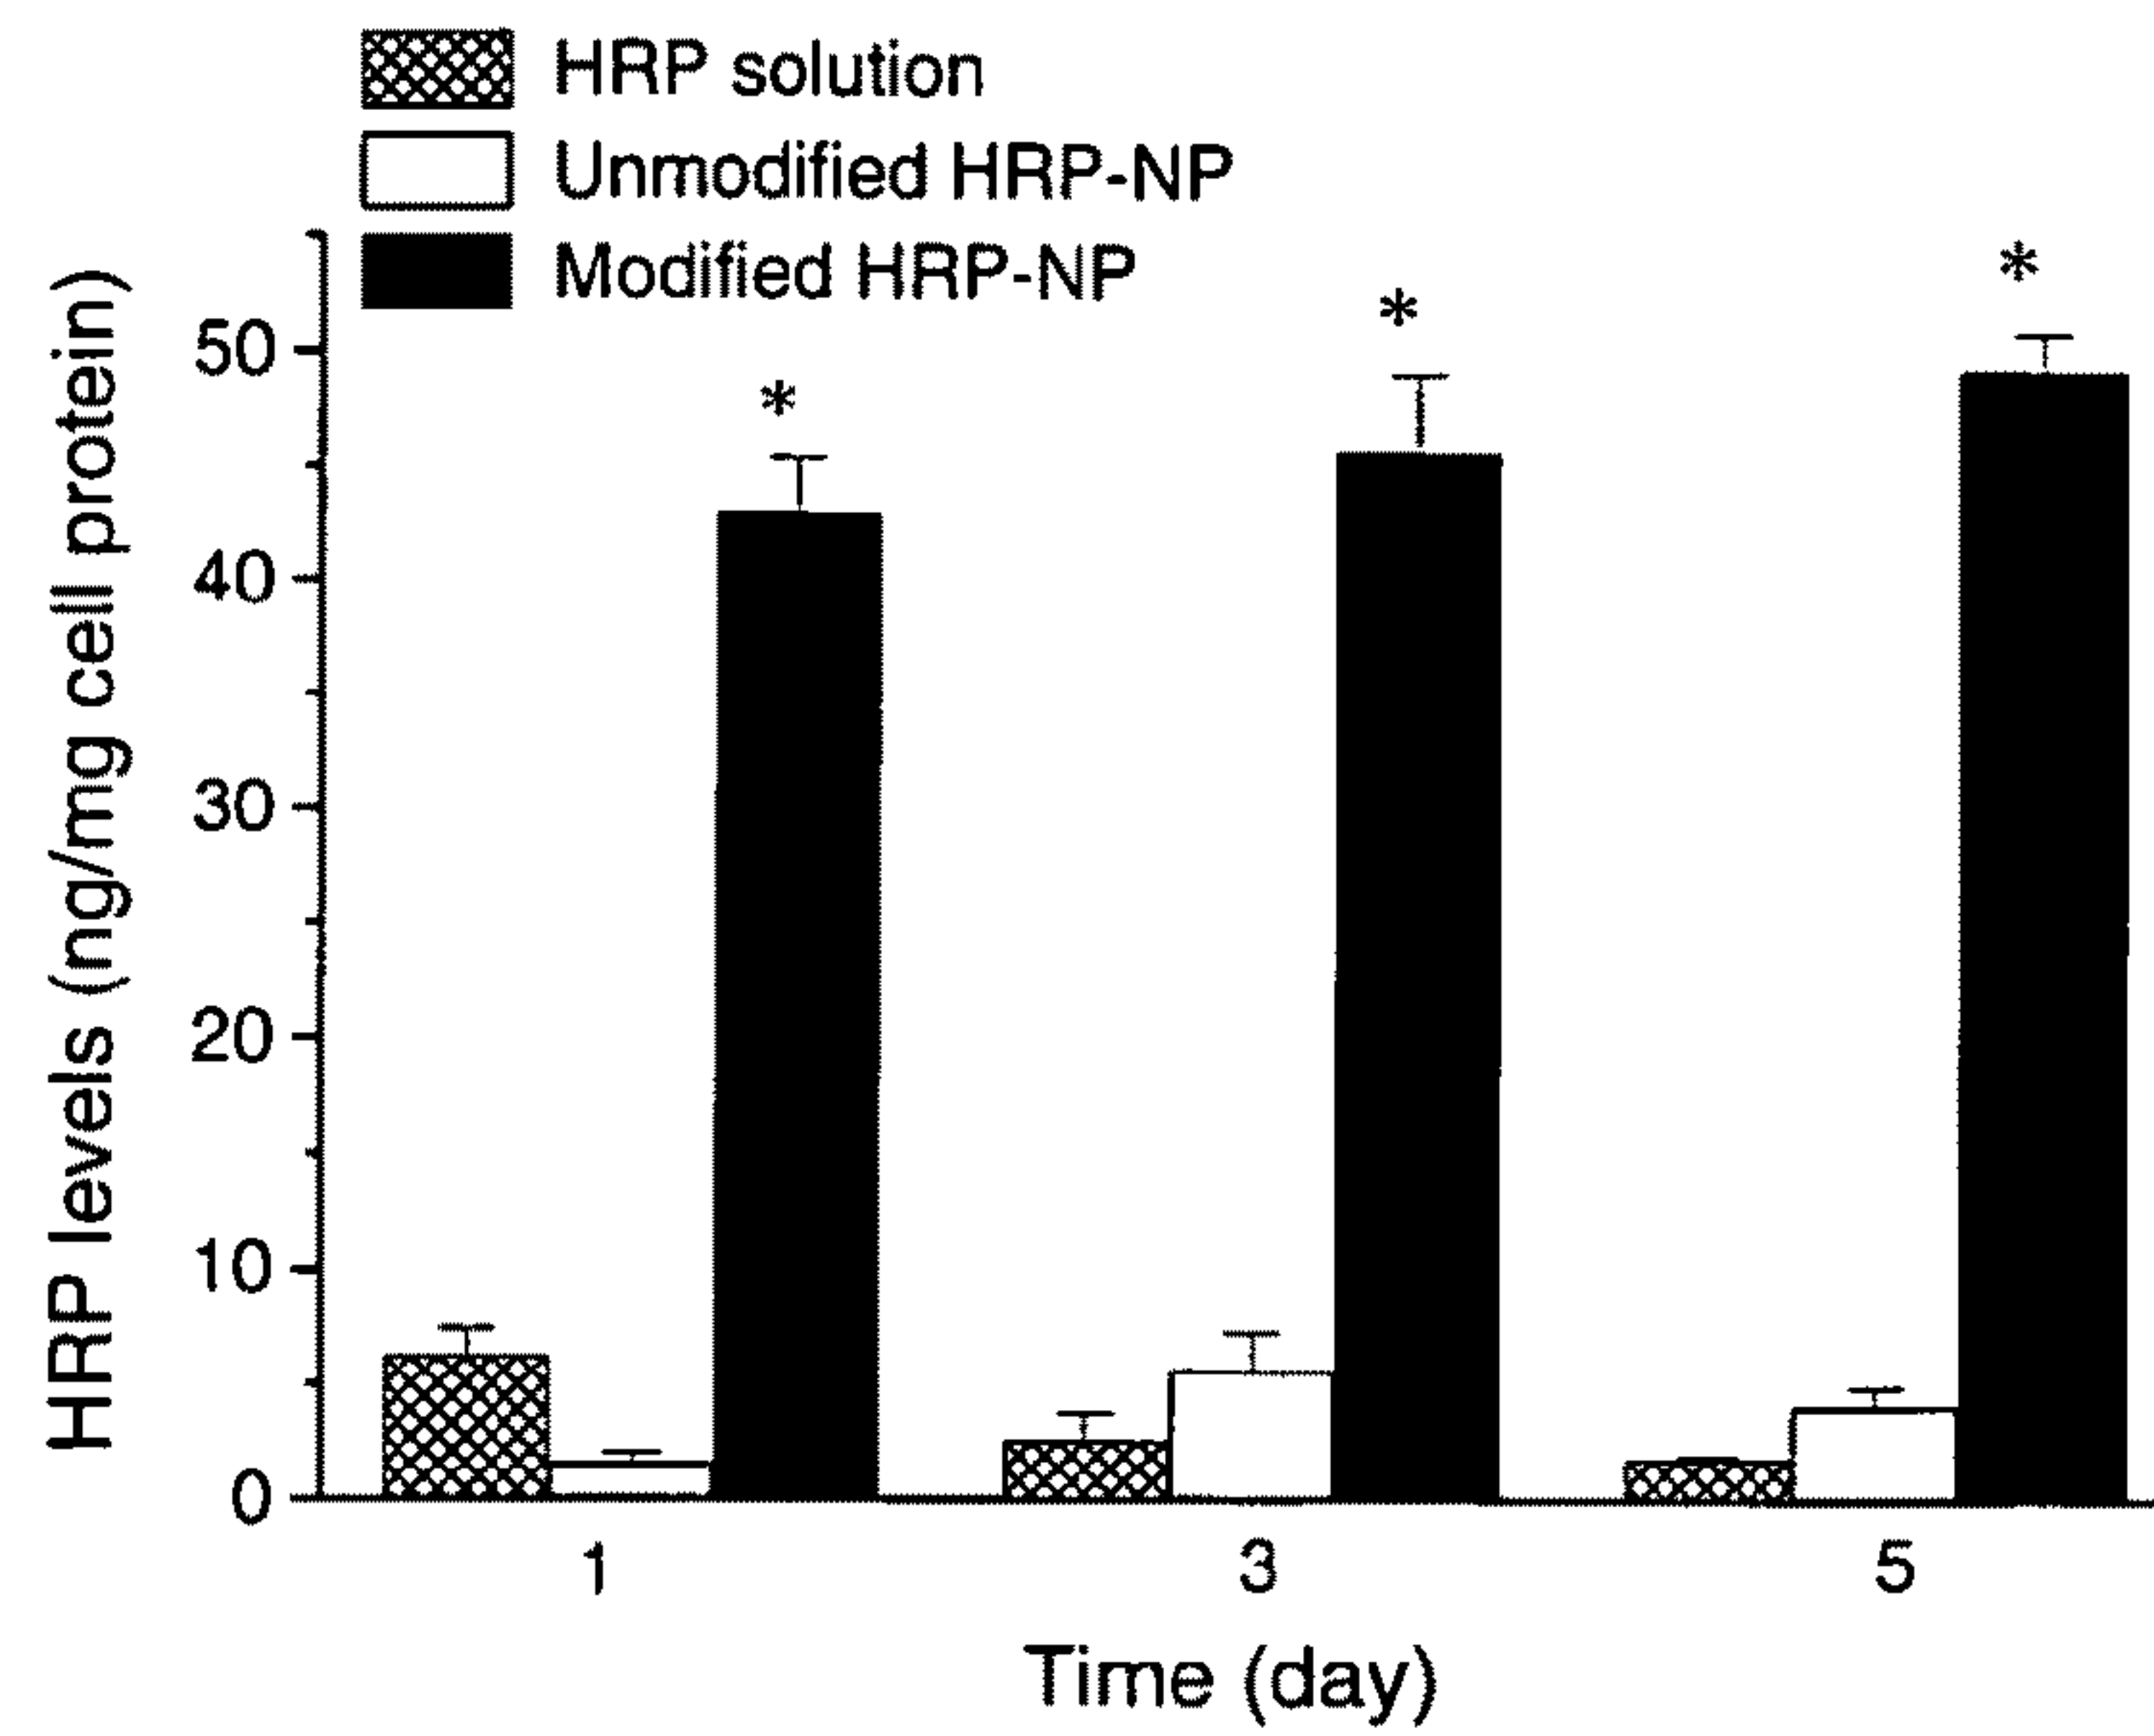 HRP solution
Unmodified HRP-NP
Modified HRP-NP
HRP levels (ng/mg cell protein)
50
40
30
20
10
0
*
*
*
1
3
5
Time (day)